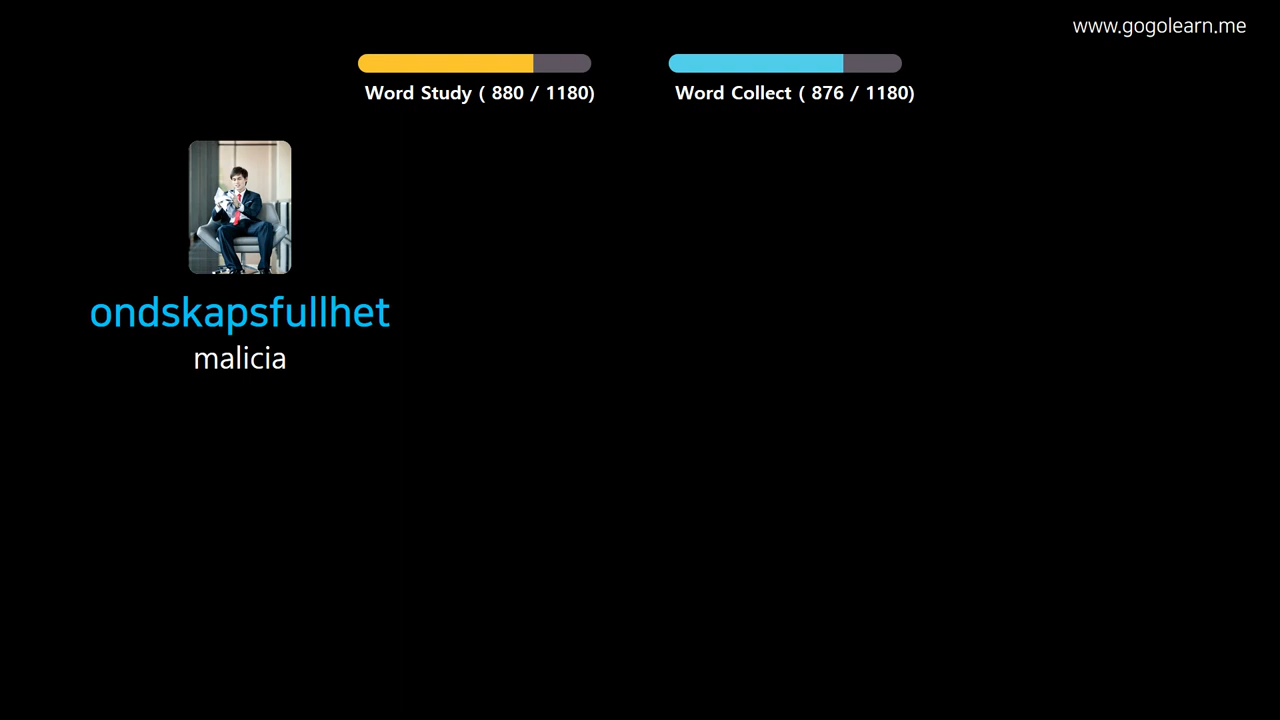 www.gogolearn.me
Word Study ( 880 / 1180)
Word Collect ( 876 / 1180)
ondskapsfullhet
malicia